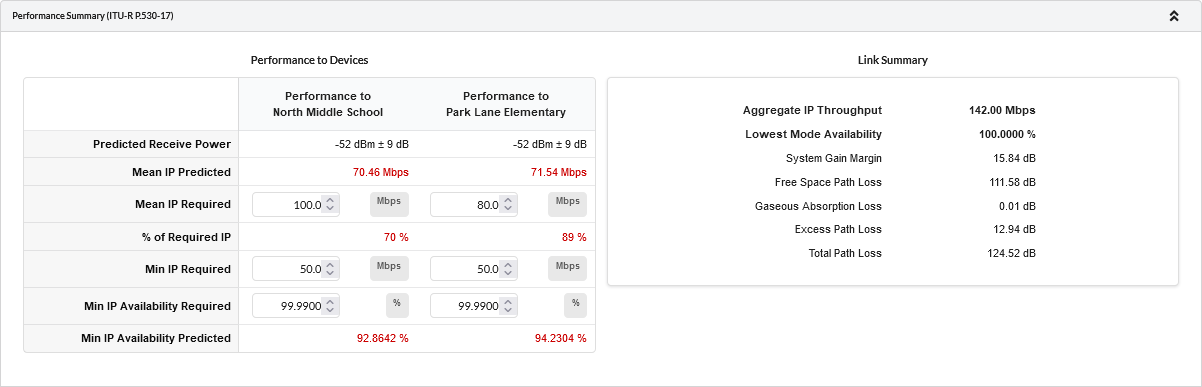 Performance Summary (ITU-R P.530-17)
Performance to Devices
Performance to
North Middle School
Performance to
Park Lane Elementary
Predicted Receive Power -52 dBm ± 9 dB -52 dBm ± 9 dB
Mean IP Predicted 70.46 Mbps 71.54 Mbps
Mean IP Required 100.0 Mbps 80.0 Mbps
% of Required IP 70 % 89 %
Min IP Required 50.0 Mbps 50.0 Mbps
Min IP Availability Required 99.9900 % 99.9900 %
Min IP Availability Predicted 92.8642 % 94.2304 %
Link Summary
Aggregate IP Throughput 142.00 Mbps
Lowest Mode Availability 100.0000 %
System Gain Margin 15.84 dB
Free Space Path Loss 111.58 dB
Gaseous Absorption Loss 0.01 dB
Excess Path Loss 12.94 dB
Total Path Loss 124.52 dB